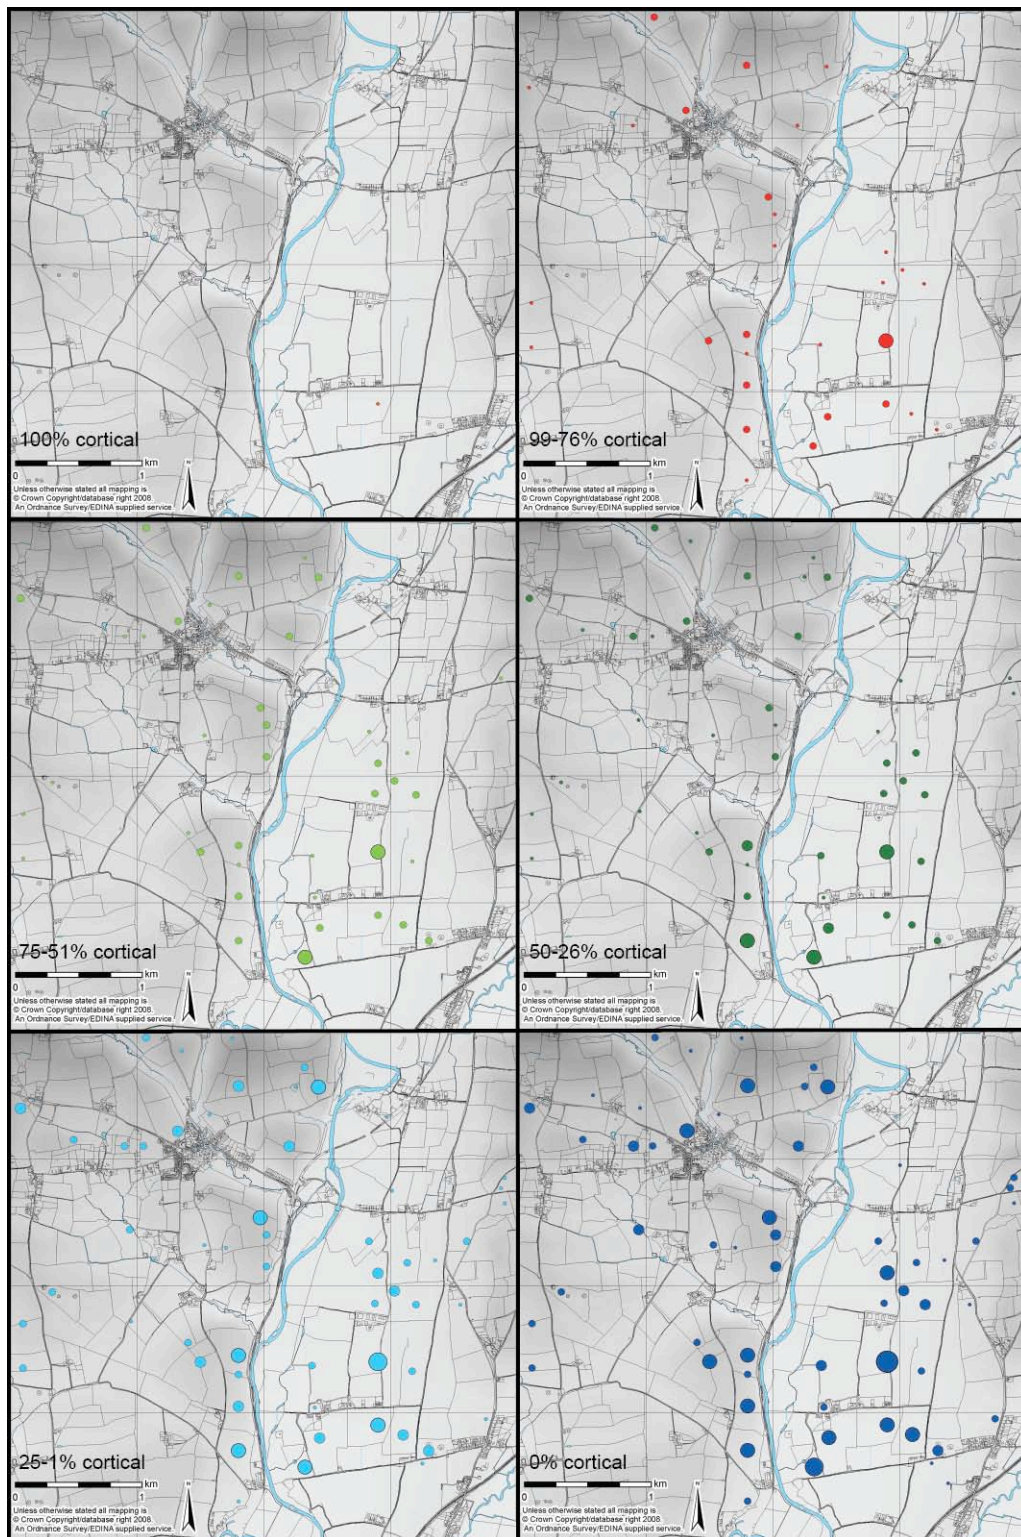 100% cortical
km
0 1
N
Unless otherwise stated all mapping is
© Crown Copyright/database right 2008.
An Ordnance Survey/EDINA supplied service.
99-76% cortical
km
0 1
N
Unless otherwise stated all mapping is
© Crown Copyright/database right 2008.
An Ordnance Survey/EDINA supplied service.
75-51% cortical
km
0 1
N
Unless otherwise stated all mapping is
© Crown Copyright/database right 2008.
An Ordnance Survey/EDINA supplied service.
50-26% cortical
km
0 1
N
Unless otherwise stated all mapping is
© Crown Copyright/database right 2008.
An Ordnance Survey/EDINA supplied service.
25-1% cortical
km
0 1
N
Unless otherwise stated all mapping is
© Crown Copyright/database right 2008.
An Ordnance Survey/EDINA supplied service.
0% cortical
km
0 1
N
Unless otherwise stated all mapping is
© Crown Copyright/database right 2008.
An Ordnance Survey/EDINA supplied service.